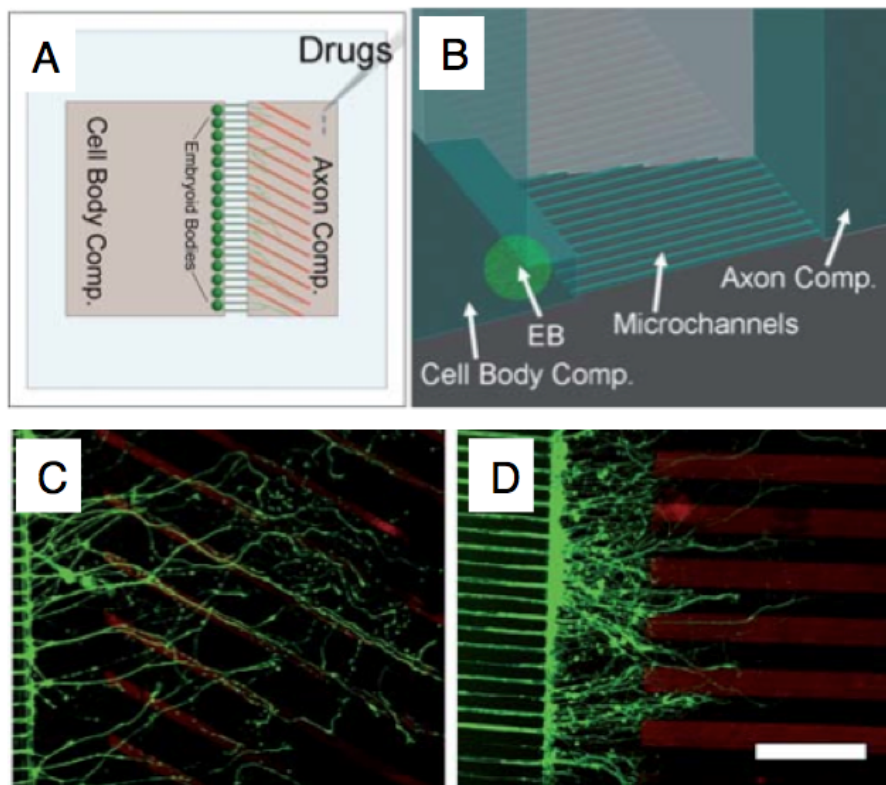 A
Drugs
Cell Body Comp.
Embryoid Bodies
Axon Comp.
B
EB
Cell Body Comp.
Microchannels
Axon Comp.
C
D